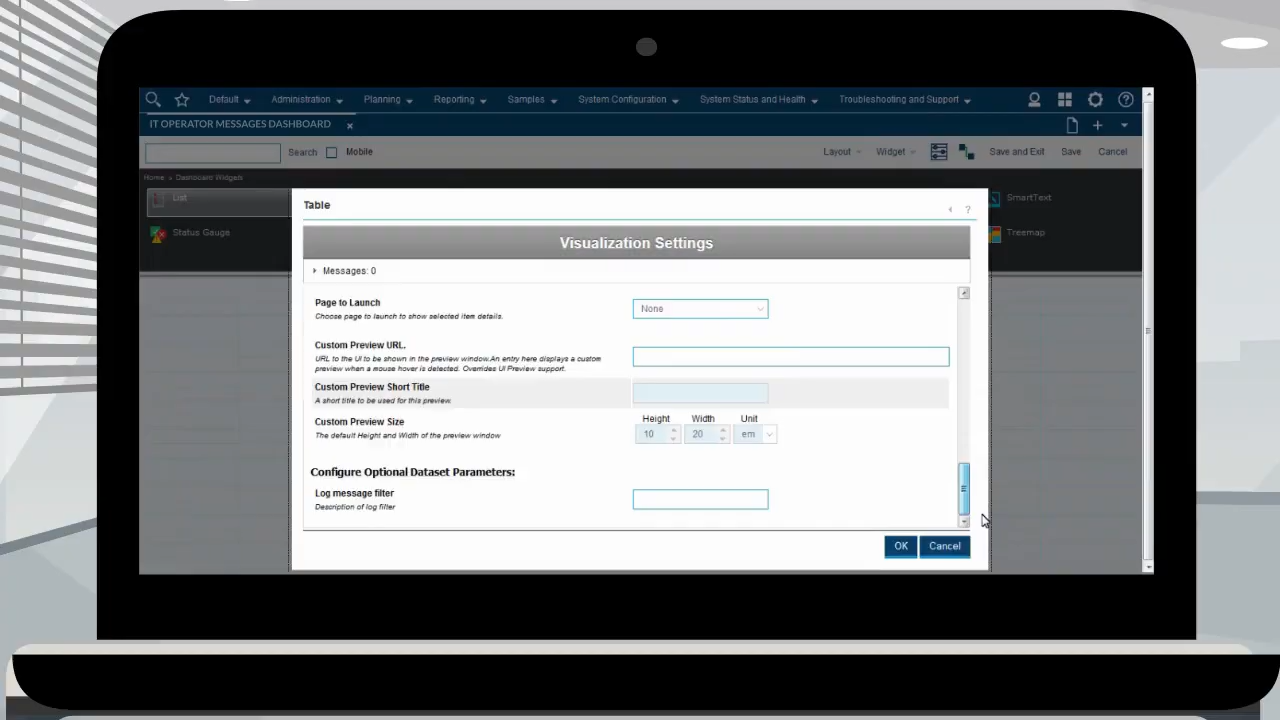 Default Administration Planning Reporting Samples System Configuration System Status and Health Troubleshooting and Support
IT OPERATOR MESSAGES DASHBOARD x
Search Mobile Layout Widget Save and Exit Save Cancel
Home » Dashboard Widgets
List
SmartText
Status Gauge
Treemap
Table
?
Visualization Settings
Messages: 0
Page to Launch
Choose page to launch to show selected item details.
None
Custom Preview URL.
URL to the UI to be shown in the preview window.An entry here displays a custom
preview when a mouse hover is detected. Overrides UI Preview support.
Custom Preview Short Title
A short title to be used for this preview.
Custom Preview Size
The default Height and Width of the preview window
Height Width Unit
10 20 em
Configure Optional Dataset Parameters:
Log message filter
Description of log filter
OK Cancel